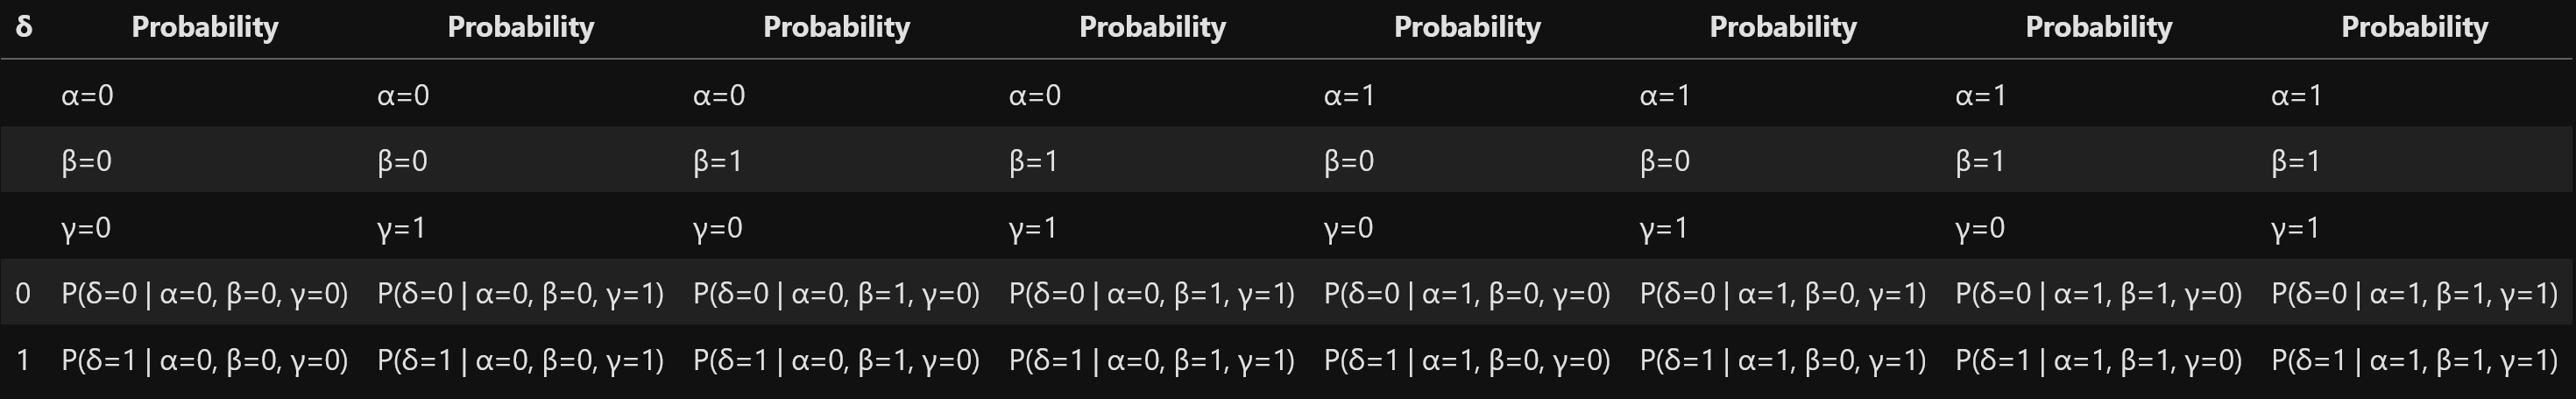 δ Probability Probability Probability Probability Probability Probability Probability Probability
α=0 α=0 α=0 α=0 α=1 α=1 α=1 α=1
β=0 β=0 β=1 β=1 β=0 β=0 β=1 β=1
γ=0 γ=1 γ=0 γ=1 γ=0 γ=1 γ=0 γ=1
0 P(δ=0 | α=0, β=0, γ=0) P(δ=0 | α=0, β=0, γ=1) P(δ=0 | α=0, β=1, γ=0) P(δ=0 | α=0, β=1, γ=1) P(δ=0 | α=1, β=0, γ=0) P(δ=0 | α=1, β=0, γ=1) P(δ=0 | α=1, β=1, γ=0) P(δ=0 | α=1, β=1, γ=1)
1 P(δ=1 | α=0, β=0, γ=0) P(δ=1 | α=0, β=0, γ=1) P(δ=1 | α=0, β=1, γ=0) P(δ=1 | α=0, β=1, γ=1) P(δ=1 | α=1, β=0, γ=0) P(δ=1 | α=1, β=0, γ=1) P(δ=1 | α=1, β=1, γ=0) P(δ=1 | α=1, β=1, γ=1)